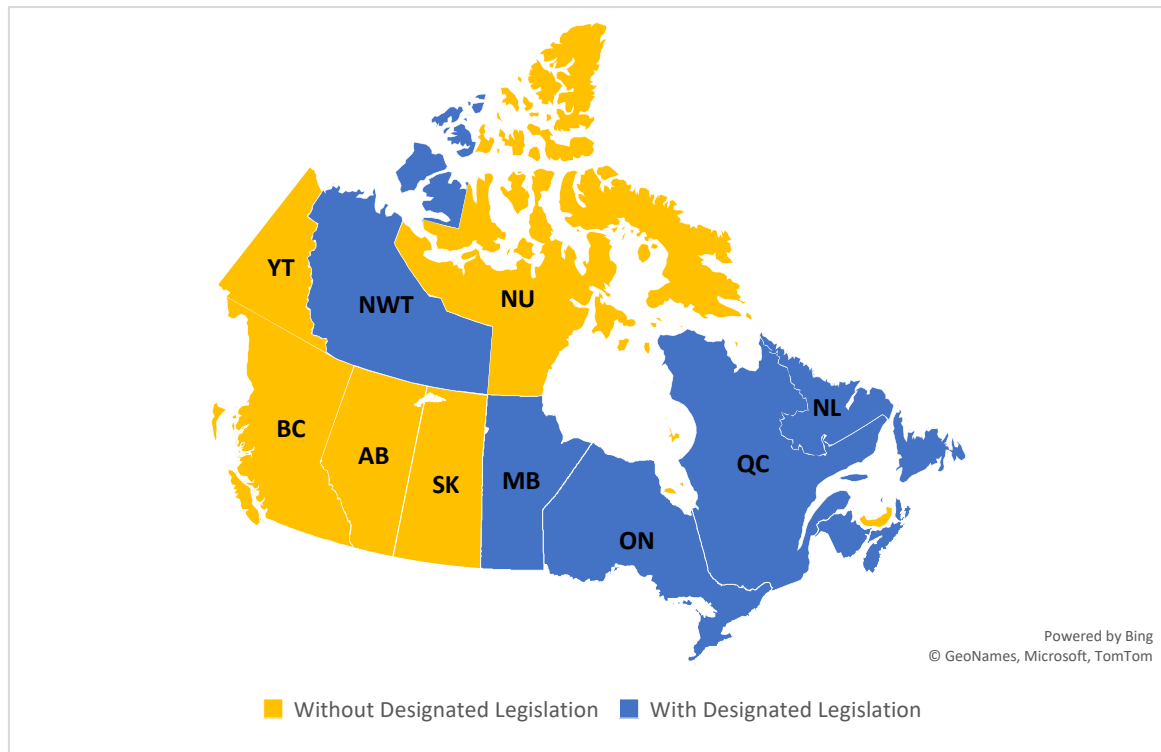 YT
NWT
NU
BC
AB
SK
MB
ON
QC
NL
Powered by Bing
© GeoNames, Microsoft, TomTom
Without Designated Legislation
With Designated Legislation